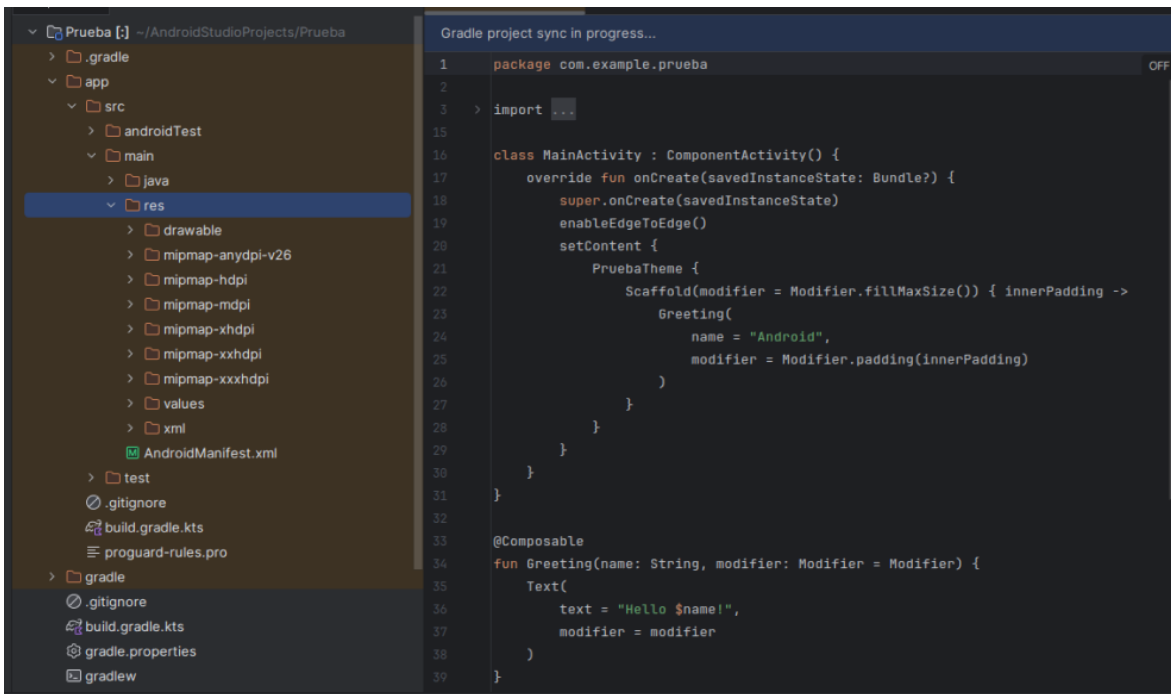 Prueba [:] ~/AndroidStudioProjects/Prueba
.gradle
app
src
androidTest
main
java
res
drawable
mipmap-anydpi-v26
mipmap-hdpi
mipmap-mdpi
mipmap-xhdpi
mipmap-xxhdpi
mipmap-xxxhdpi
values
xml
AndroidManifest.xml
test
.gitignore
build.gradle.kts
proguard-rules.pro
gradle
.gitignore
build.gradle.kts
gradle.properties
gradlew
Gradle project sync in progress...
OFF
1 package com.example.prueba
2
3 import ...
15
16 class MainActivity : ComponentActivity() {
17 override fun onCreate(savedInstanceState: Bundle?) {
18 super.onCreate(savedInstanceState)
19 enableEdgeToEdge()
20 setContent {
21 PruebaTheme {
22 Scaffold(modifier = Modifier.fillMaxSize()) { innerPadding ->
23 Greeting(
24 name = "Android",
25 modifier = Modifier.padding(innerPadding)
26 )
27 }
28 }
29 }
30 }
31 }
32
33 @Composable
34 fun Greeting(name: String, modifier: Modifier = Modifier) {
35 Text(
36 text = "Hello $name!",
37 modifier = modifier
38 )
39 }